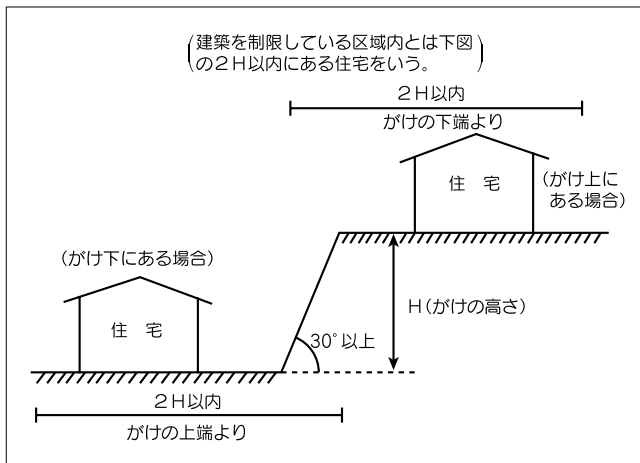 (建築を制限している区域内とは下図
の2H以内にある住宅をいう。)
2H以内
がけの下端より
住 宅
(がけ上に
ある場合)
(がけ下にある場合)
住 宅
H(がけの高さ)
30°以上
2H以内
がけの上端より